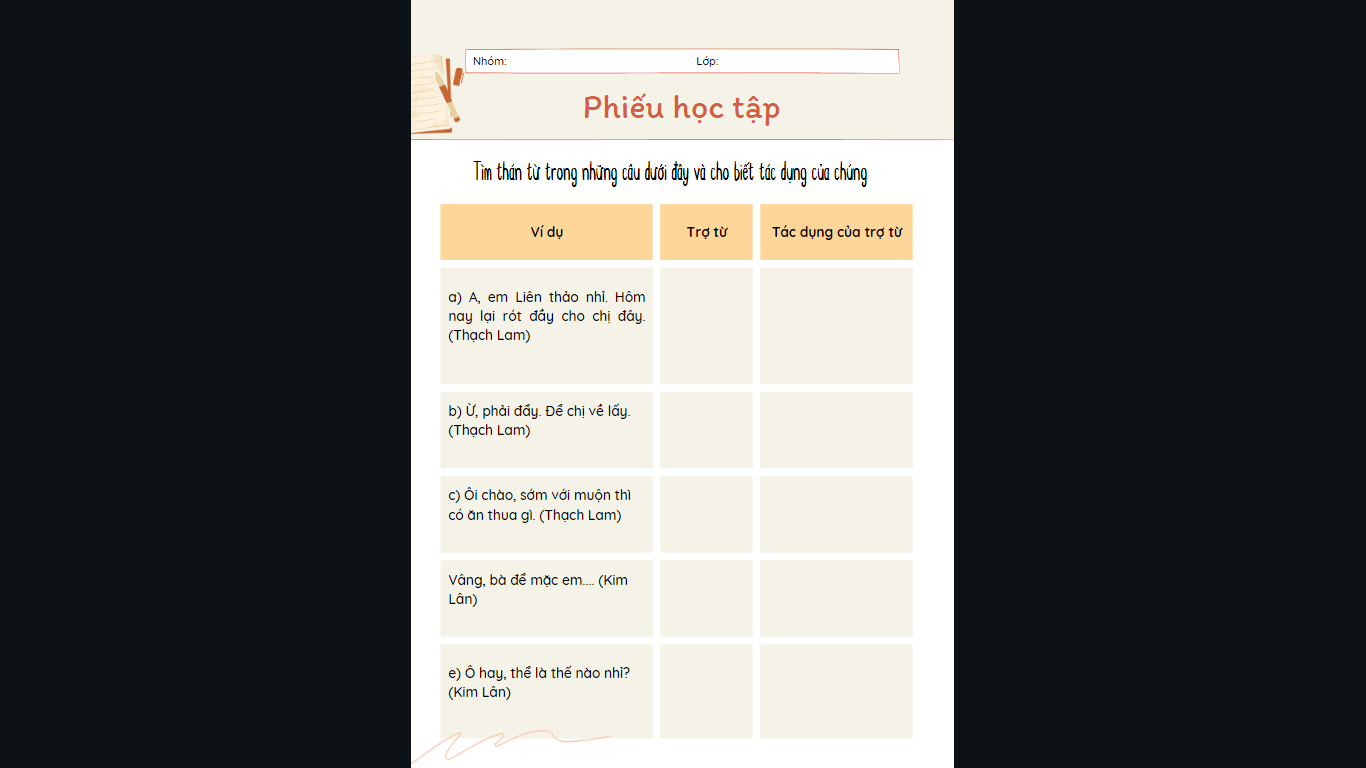 Nhóm: Lớp:
Phiếu học tập
Tìm thán từ trong những câu dưới đây và cho biết tác dụng của chúng
Ví dụ Trợ từ Tác dụng của trợ từ
a) A, em Liên thảo nhỉ. Hôm
nay lại rót đầy cho chị đây.
(Thạch Lam)
b) Ừ, phải đấy. Để chị về lấy.
(Thạch Lam)
c) Ôi chào, sớm với muộn thì
có ăn thua gì. (Thạch Lam)
Vâng, bà để mặc em.... (Kim
Lân)
e) Ô hay, thể là thế nào nhỉ?
(Kim Lân)